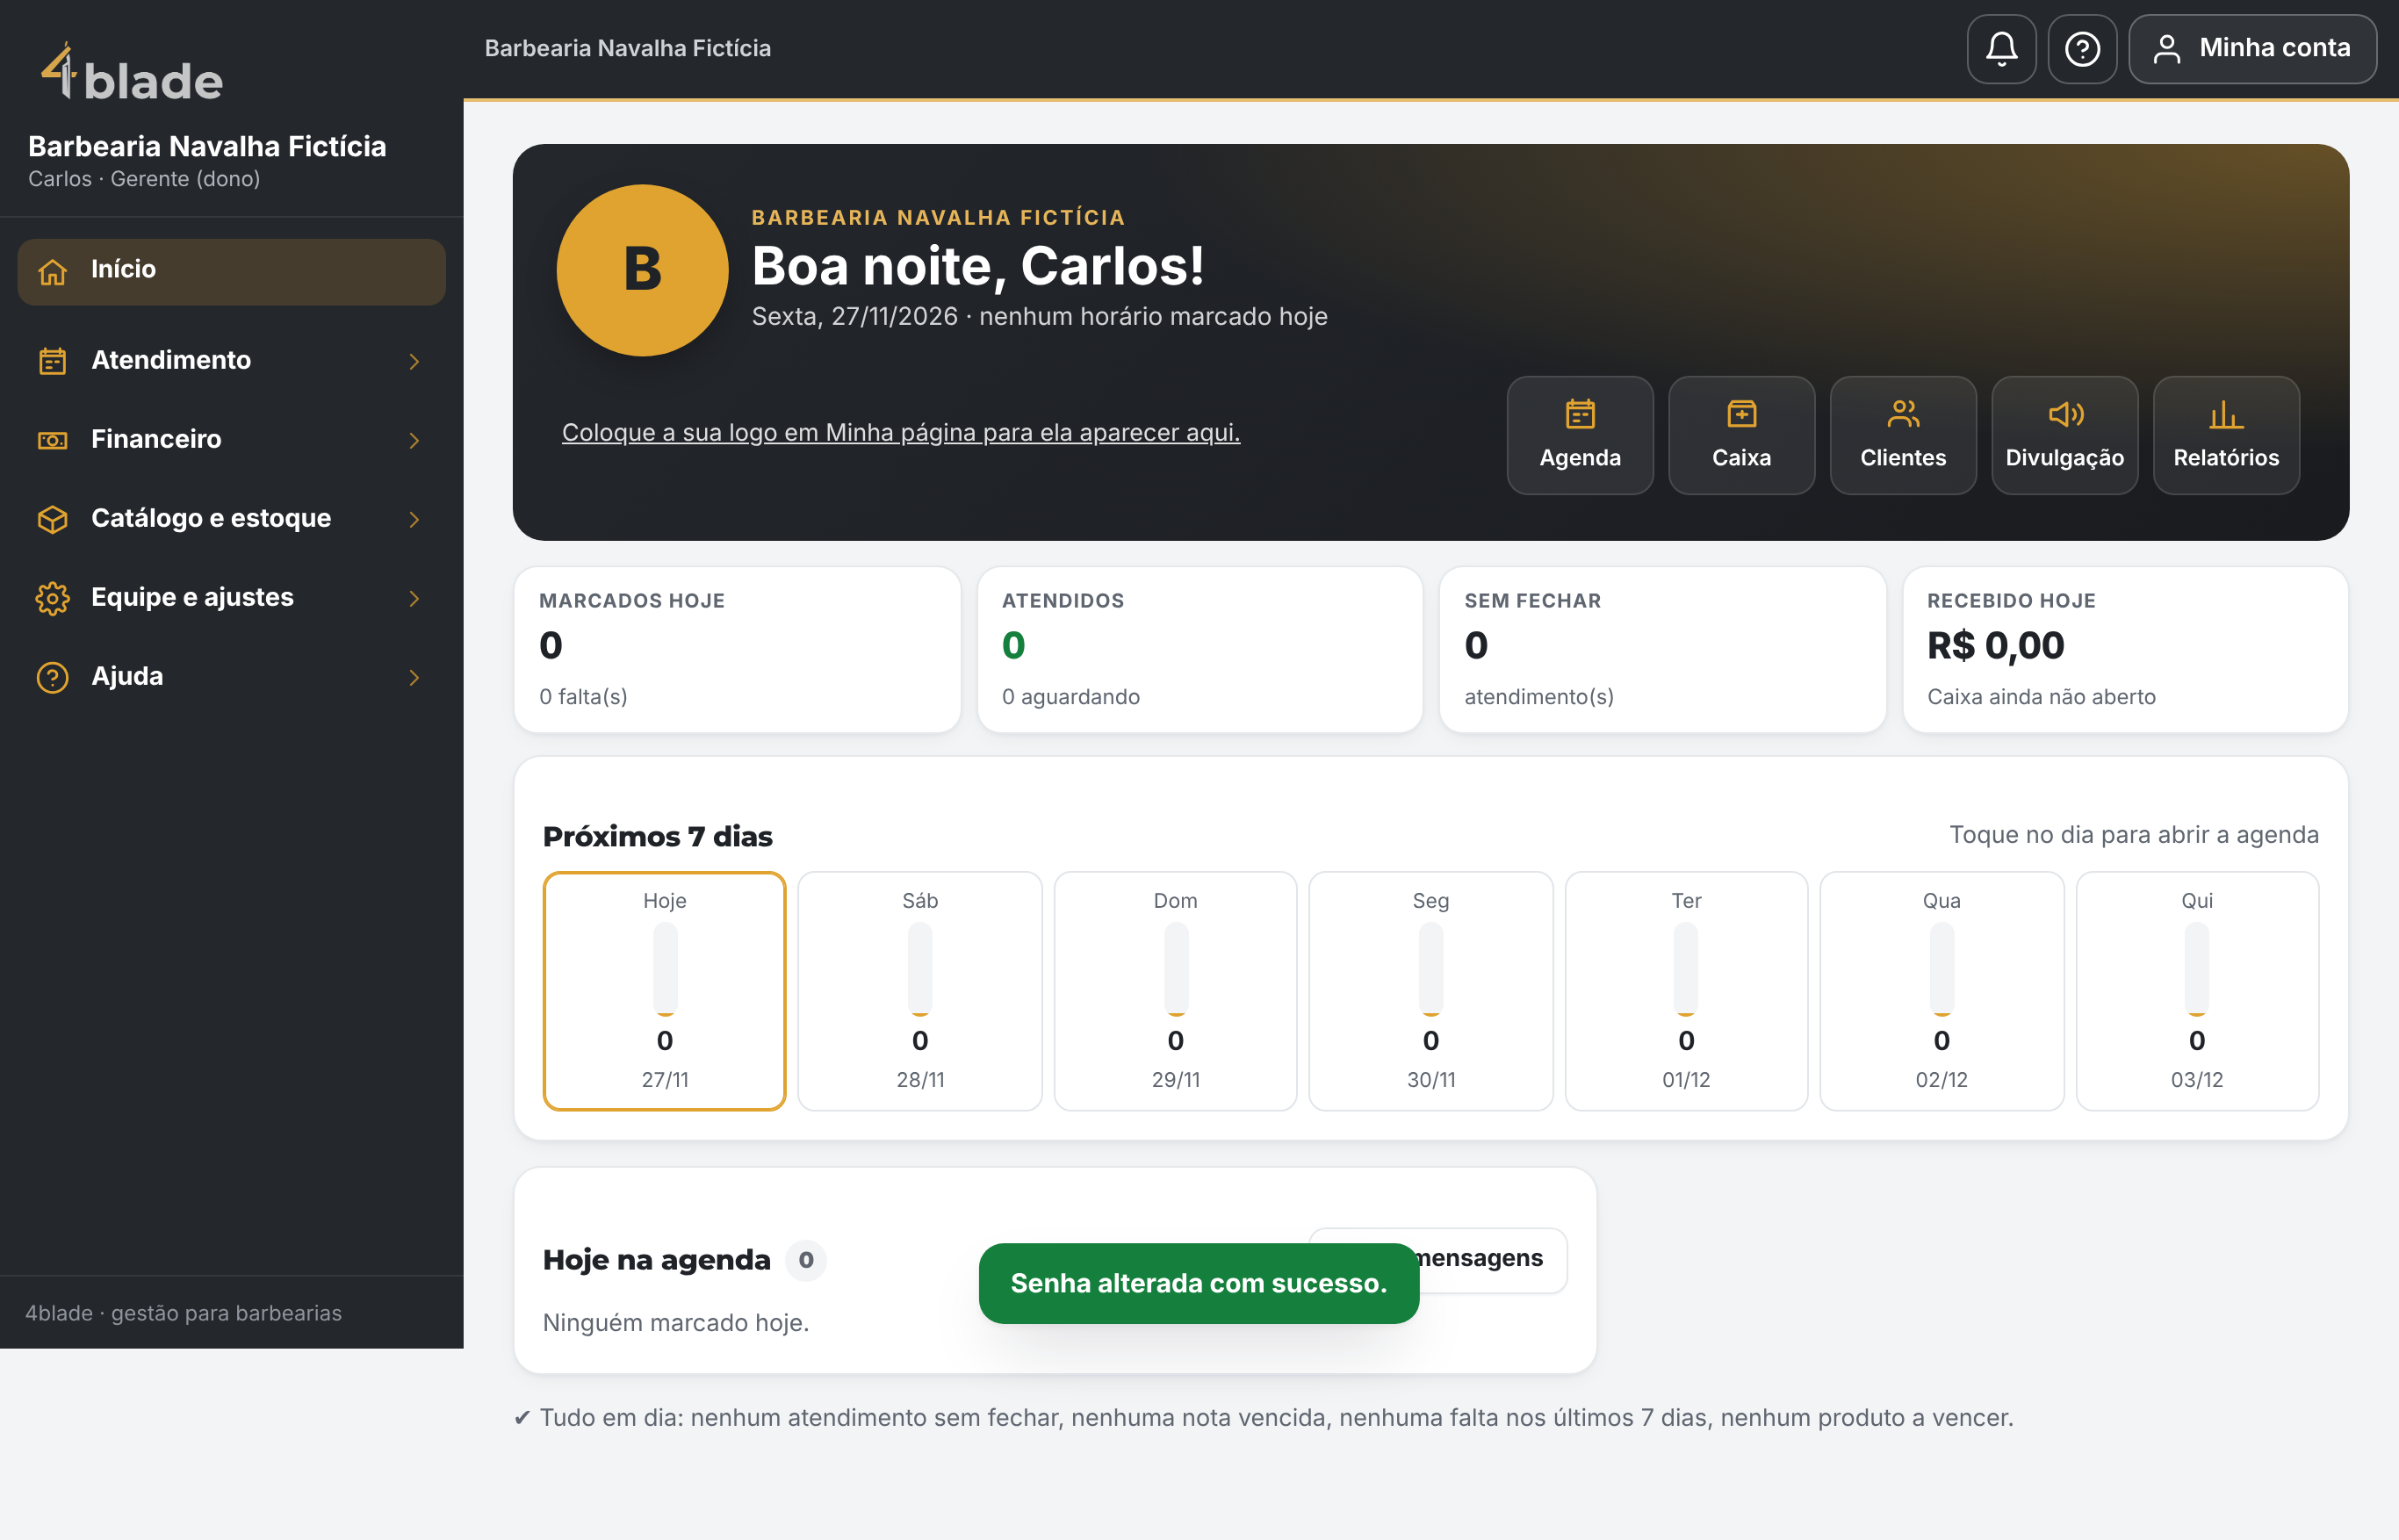 4blade
Barbearia Navalha Fictícia
Carlos · Gerente (dono)
Início
Atendimento
Financeiro
Catálogo e estoque
Equipe e ajustes
Ajuda
4blade · gestão para barbearias
Barbearia Navalha Fictícia
Minha conta
B
BARBEARIA NAVALHA FICTÍCIA
Boa noite, Carlos!
Sexta, 27/11/2026 · nenhum horário marcado hoje
Coloque a sua logo em Minha página para ela aparecer aqui.
Agenda
Caixa
Clientes
Divulgação
Relatórios
MARCADOS HOJE
0
0 falta(s)
ATENDIDOS
0
0 aguardando
SEM FECHAR
0
atendimento(s)
RECEBIDO HOJE
R$ 0,00
Caixa ainda não aberto
Próximos 7 dias
Toque no dia para abrir a agenda
Hoje
0
27/11
Sáb
0
28/11
Dom
0
29/11
Seg
0
30/11
Ter
0
01/12
Qua
0
02/12
Qui
0
03/12
Hoje na agenda 0
mensagens
Senha alterada com sucesso.
Ninguém marcado hoje.
✔ Tudo em dia: nenhum atendimento sem fechar, nenhuma nota vencida, nenhuma falta nos últimos 7 dias, nenhum produto a vencer.